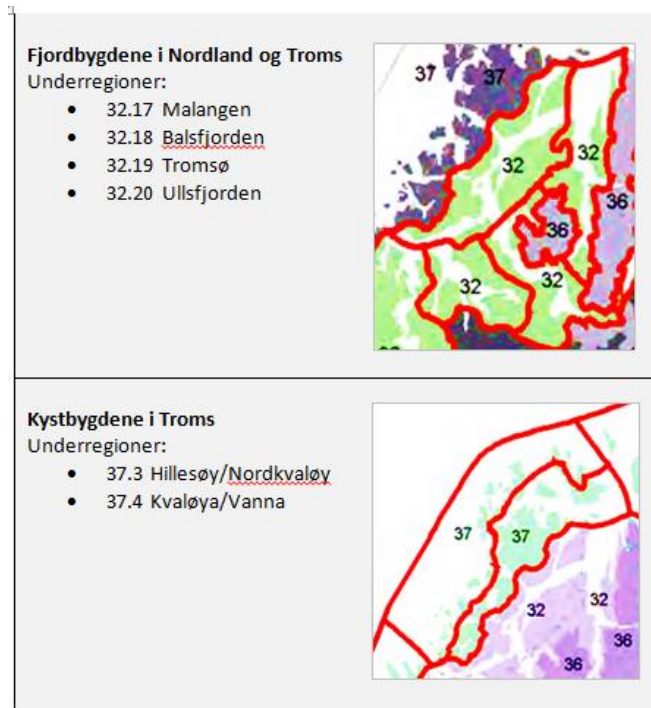 Fjordbygdene i Nordland og Troms
Underregioner:
• 32.17 Malangen
• 32.18 Balsfjorden
• 32.19 Tromsø
• 32.20 Ullsfjorden
37
37
32
32
36
36
32
32
Kystbygdene i Troms
Underregioner:
• 37.3 Hillesøy/Nordkvaløy
• 37.4 Kvaløya/Vanna
37
37
32
32
36
36